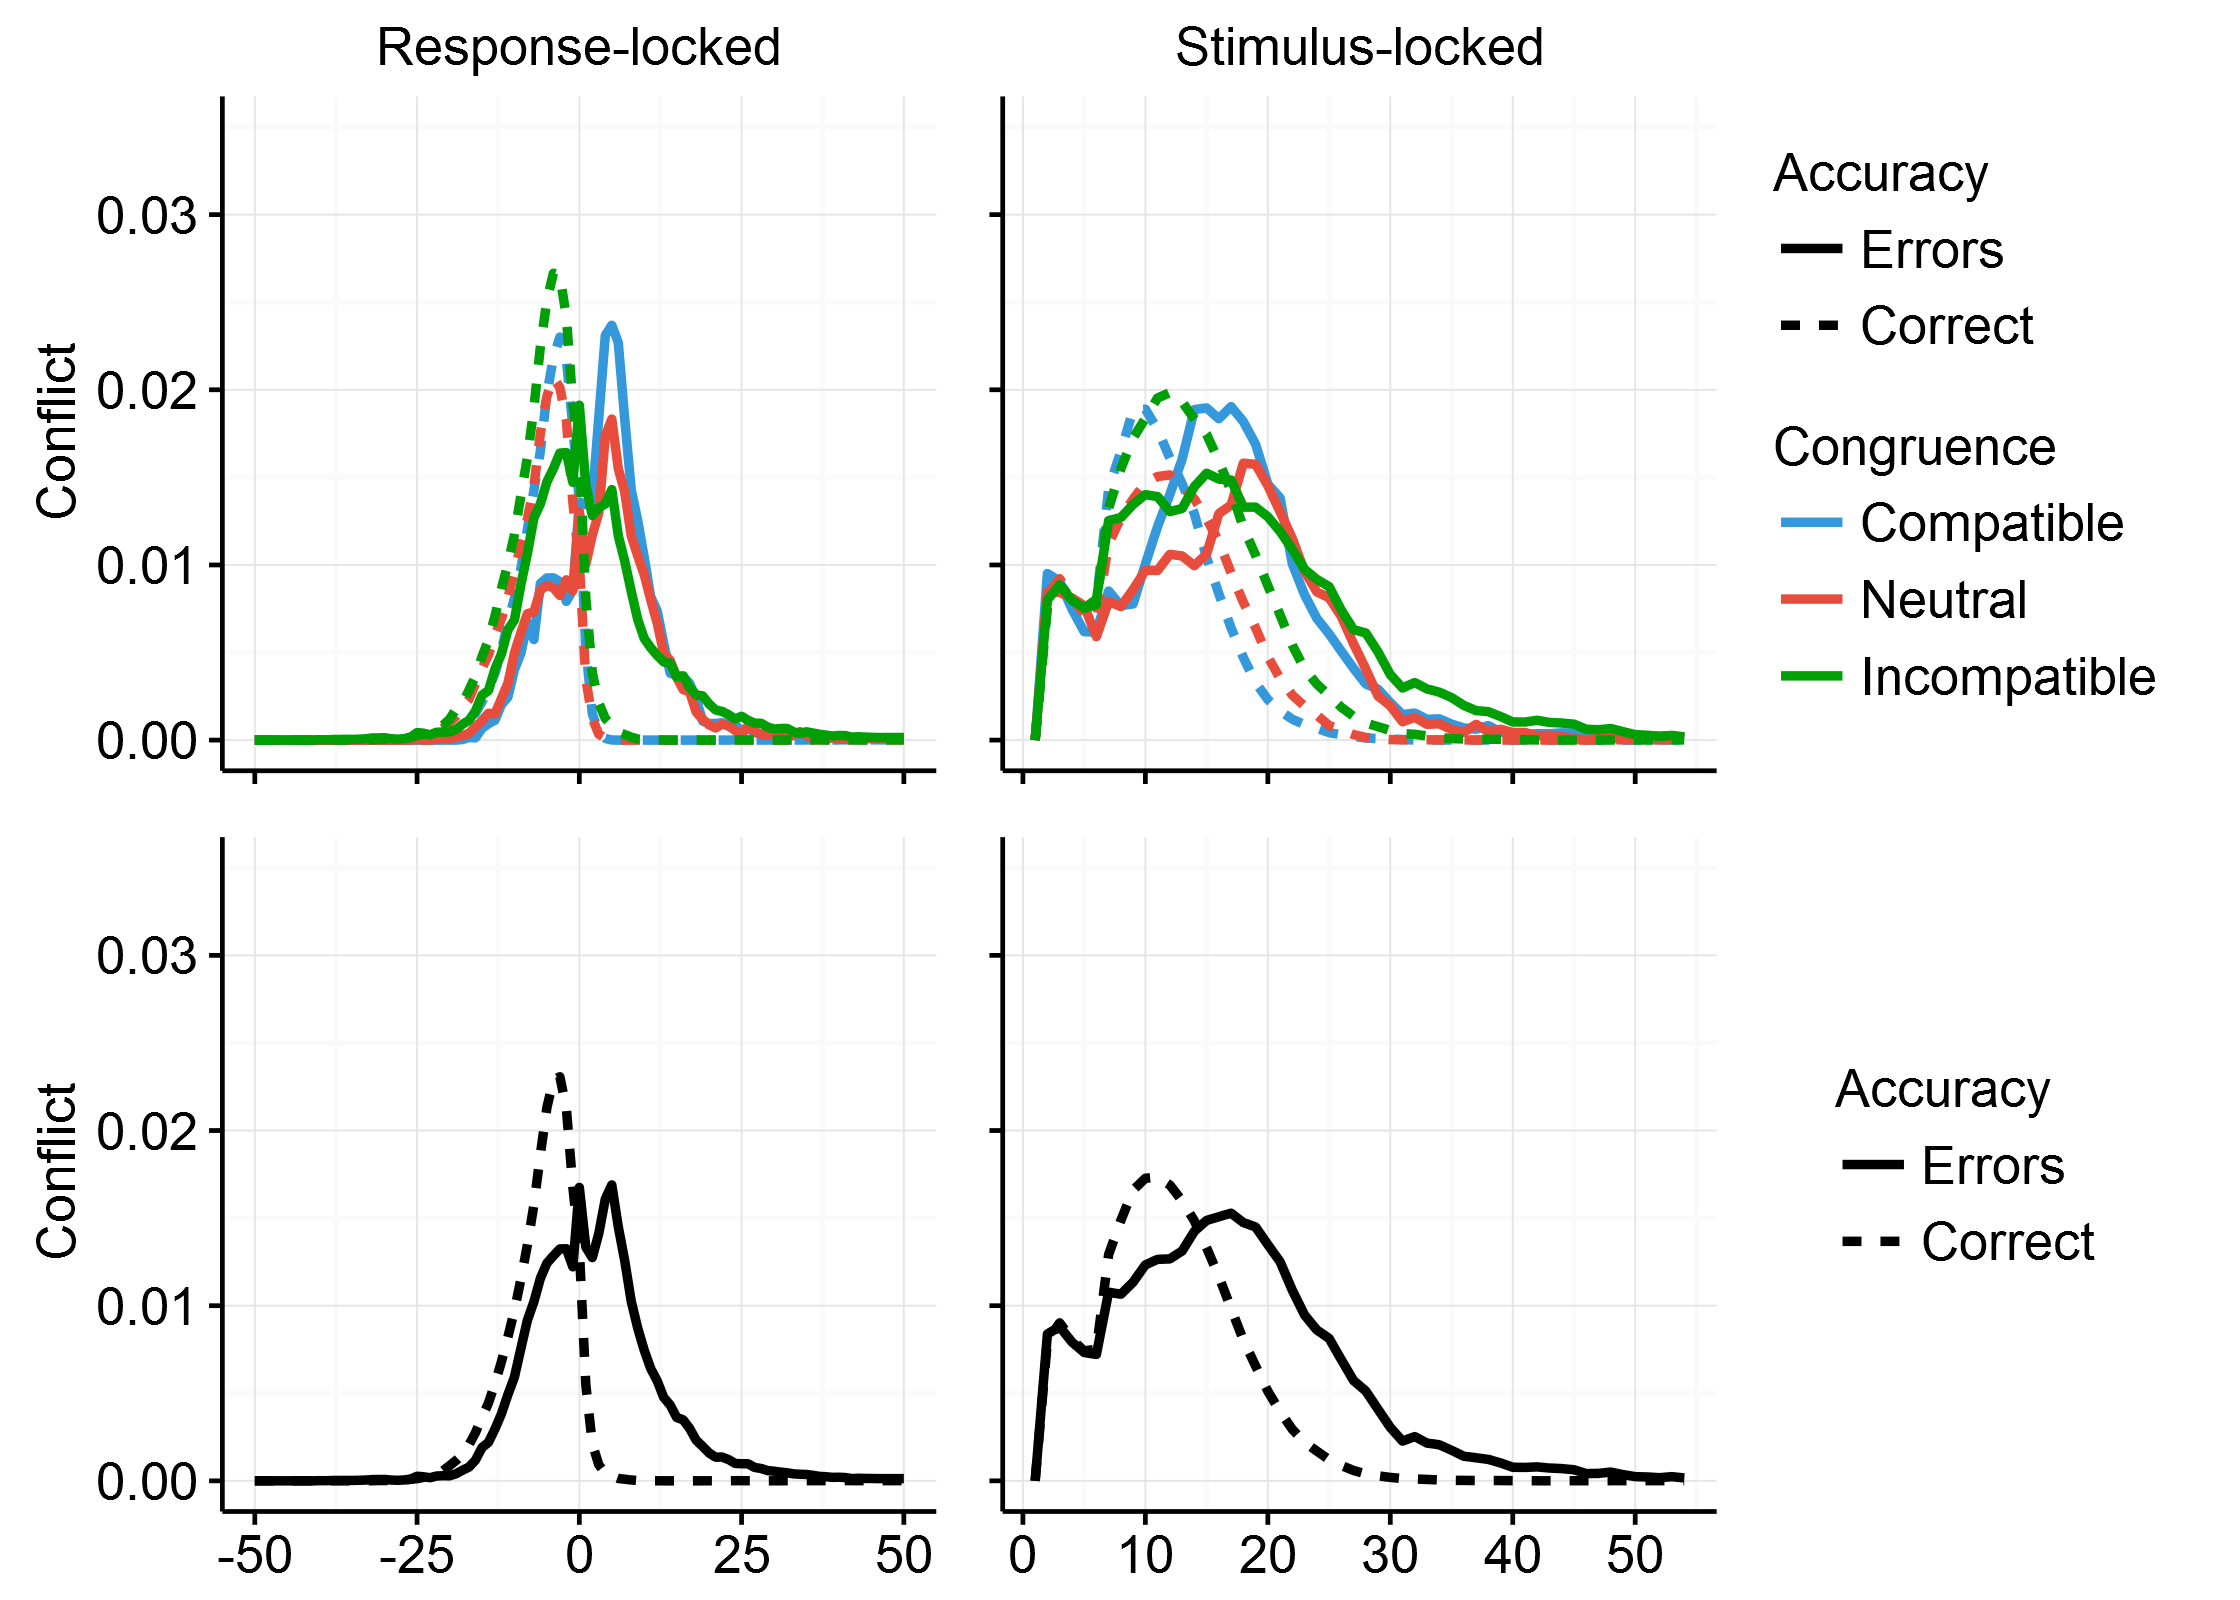 Response-locked
Stimulus-locked
Conflict
0.03
0.02
0.01
0.00
Accuracy
Errors
Correct
Congruence
Compatible
Neutral
Incompatible
Conflict
0.03
0.02
0.01
0.00
-50 -25 0 25 50
0 10 20 30 40 50
Accuracy
Errors
Correct